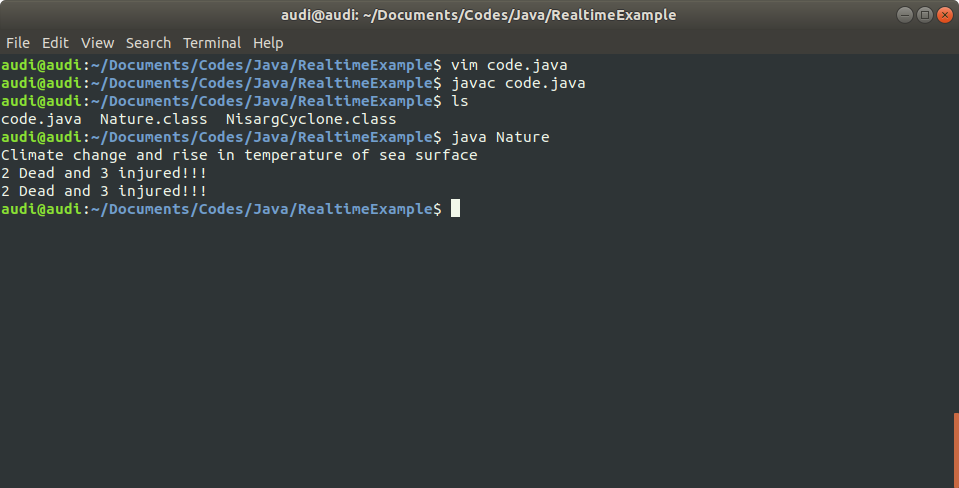 audi@audi: ~/Documents/Codes/Java/RealtimeExample
File Edit View Search Terminal Help
audi@audi:~/Documents/Codes/Java/RealtimeExample$ vim code.java
audi@audi:~/Documents/Codes/Java/RealtimeExample$ javac code.java
audi@audi:~/Documents/Codes/Java/RealtimeExample$ ls
code.java  Nature.class  NisargCyclone.class
audi@audi:~/Documents/Codes/Java/RealtimeExample$ java Nature
Climate change and rise in temperature of sea surface
2 Dead and 3 injured!!!
2 Dead and 3 injured!!!
audi@audi:~/Documents/Codes/Java/RealtimeExample$